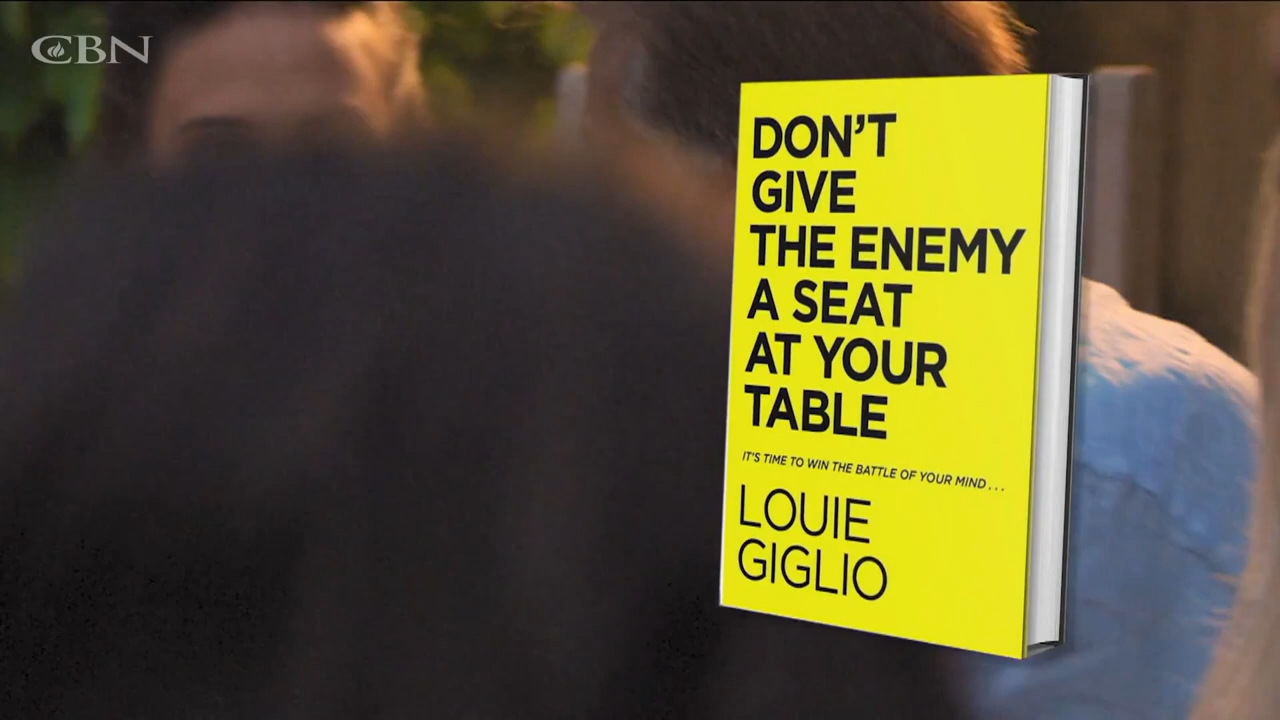 CBN
DON'T
GIVE
THE ENEMY
A SEAT
AT YOUR
TABLE
IT'S TIME TO WIN THE BATTLE OF YOUR MIND...
LOUIE
GIGLIO